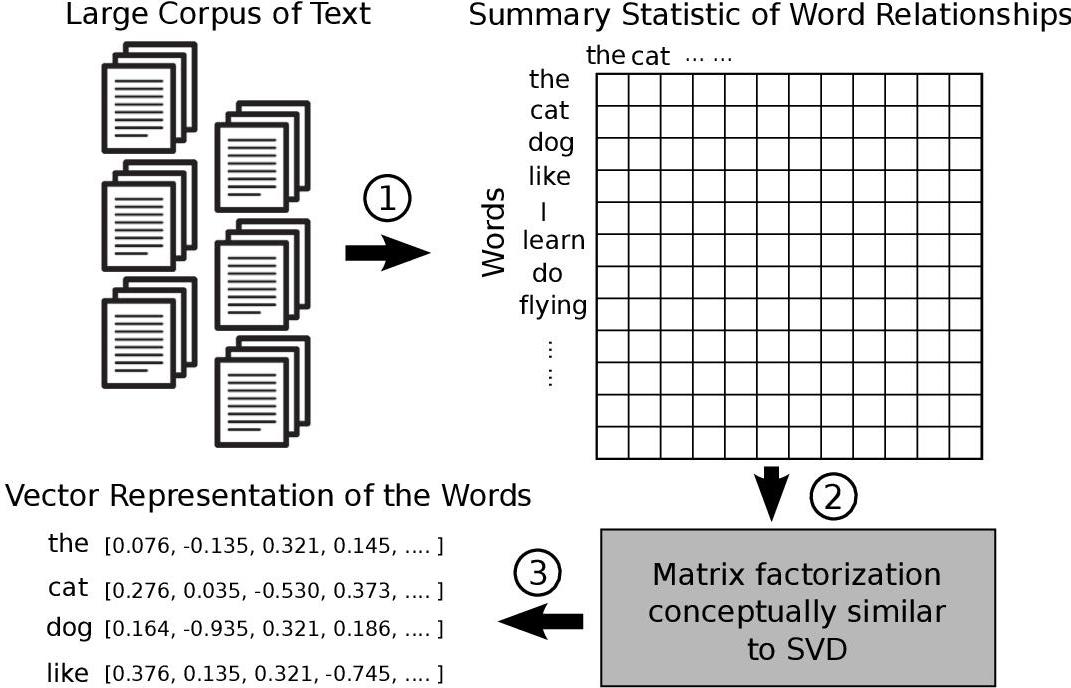 Large Corpus of Text
Summary Statistic of Word Relationships
the cat ... ...
the
cat
dog
like
I
learn
do
flying
... ...
Words
1
2
Matrix factorization
conceptually similar
to SVD
3
Vector Representation of the Words
the [0.076, -0.135, 0.321, 0.145, .... ]
cat [0.276, 0.035, -0.530, 0.373, .... ]
dog [0.164, -0.935, 0.321, 0.186, .... ]
like [0.376, 0.135, 0.321, -0.745, .... ]